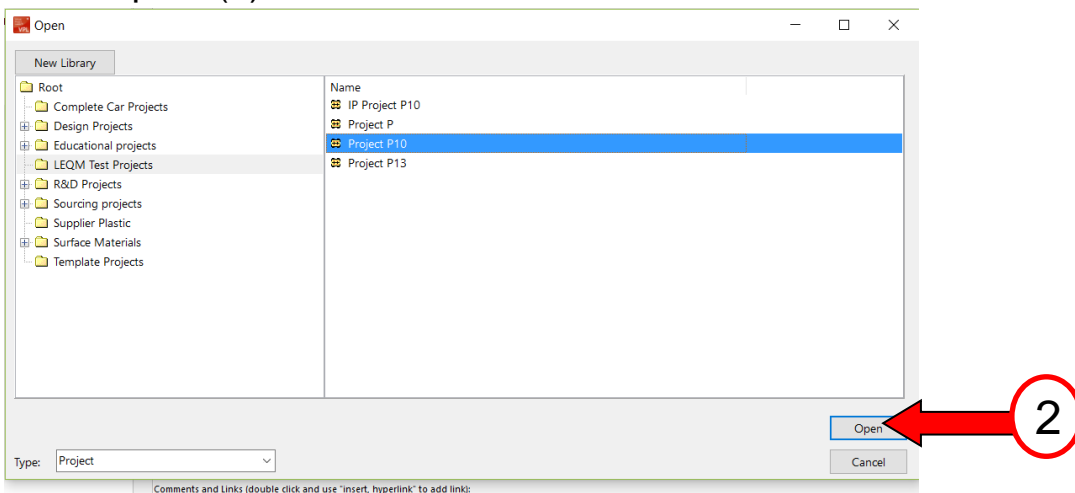 Open
New Library
Root
Complete Car Projects
Design Projects
Educational projects
LEQM Test Projects
R&D Projects
Sourcing projects
Supplier Plastic
Surface Materials
Template Projects
Name
IP Project P10
Project P
Project P10
Project P13
Open
2
Type: Project
Cancel
Comments and Links (double click and use "insert, hyperlink" to add link):